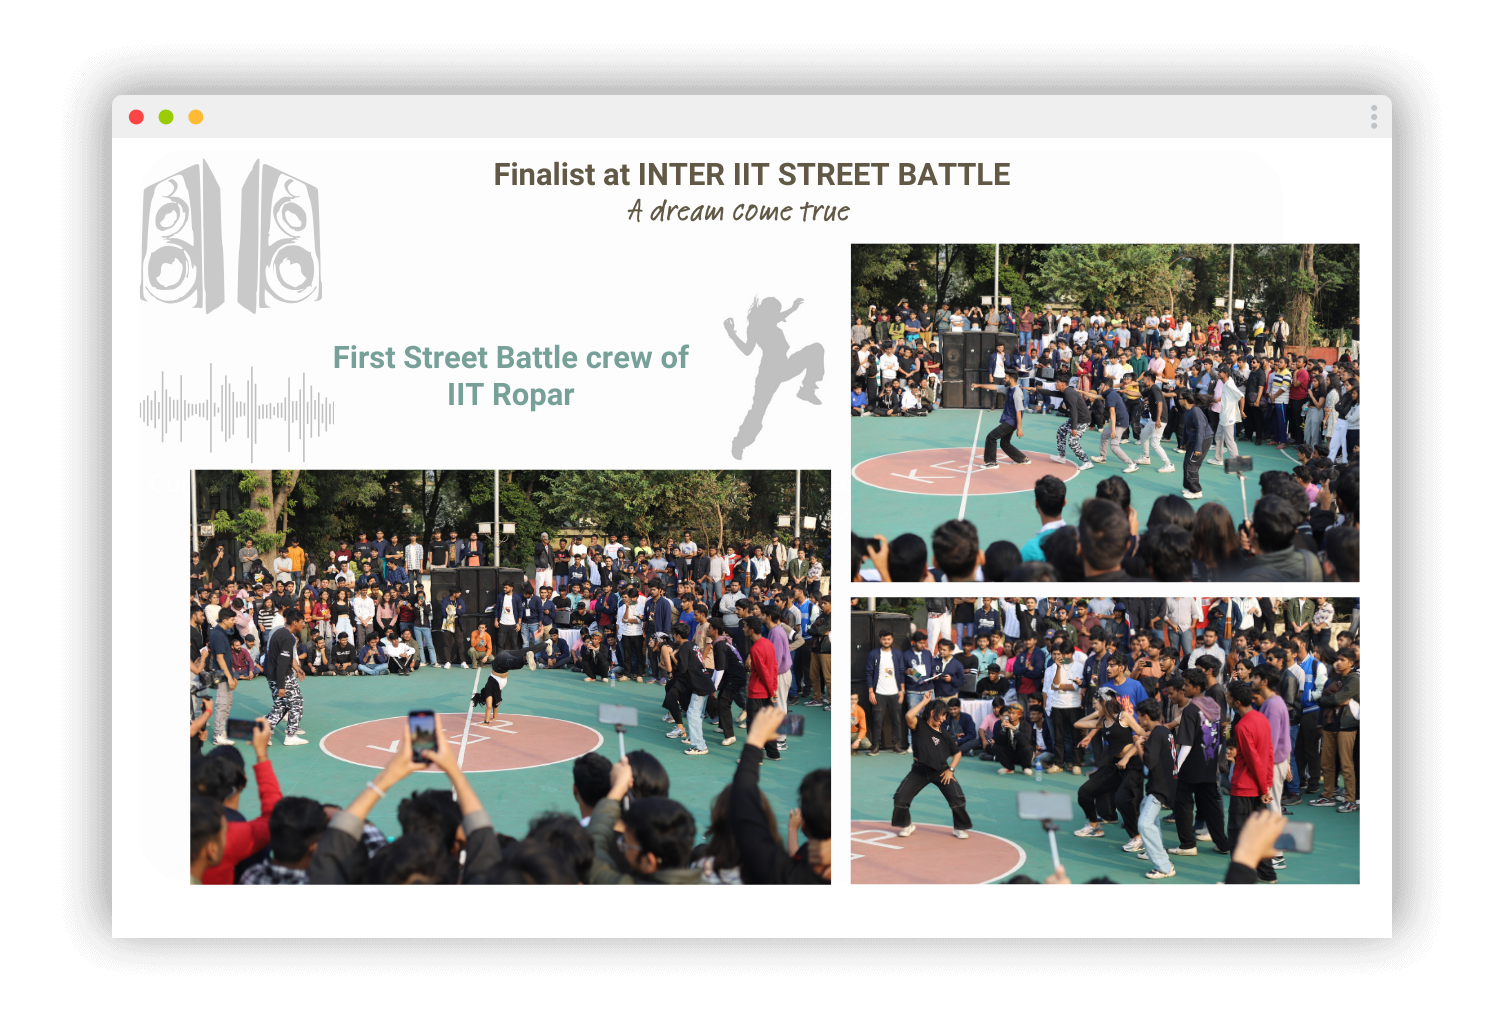 Finalist at INTER IIT STREET BATTLE
A dream come true
First Street Battle crew of
IIT Ropar